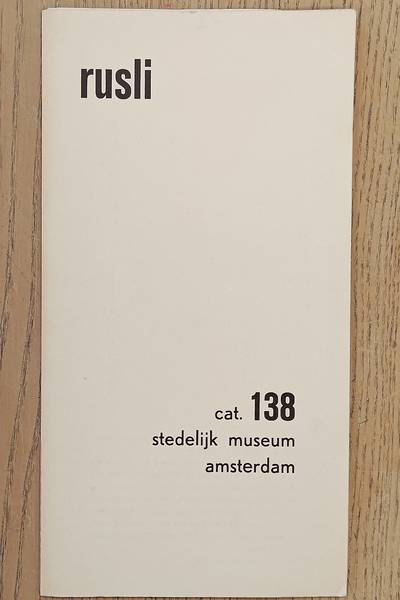 rusli
cat. 138
stedelijk museum
amsterdam